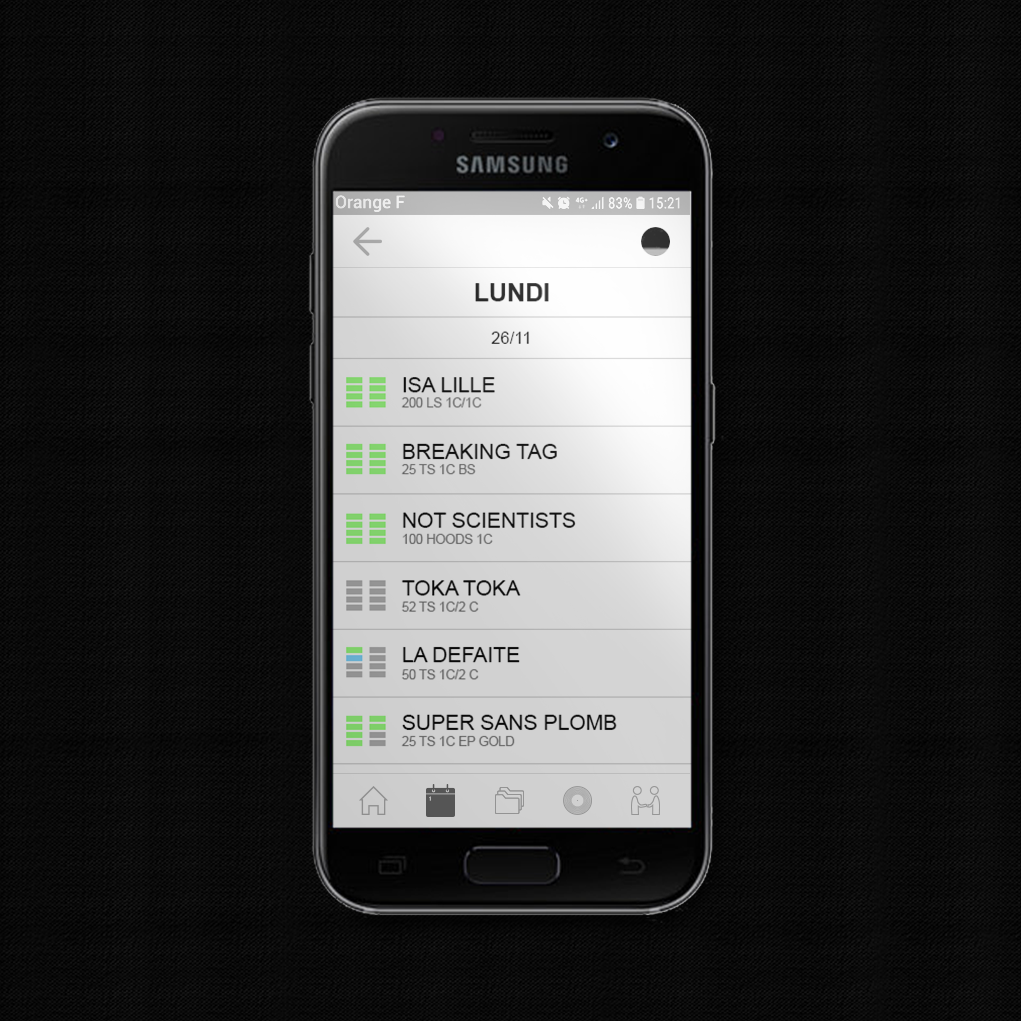 SAMSUNG
Orange F 4G+ 83% 15:21
LUNDI
26/11
ISA LILLE
200 LS 1C/1C
BREAKING TAG
25 TS 1C BS
NOT SCIENTISTS
100 HOODS 1C
TOKA TOKA
52 TS 1C/2 C
LA DEFAITE
50 TS 1C/2 C
SUPER SANS PLOMB
25 TS 1C EP GOLD